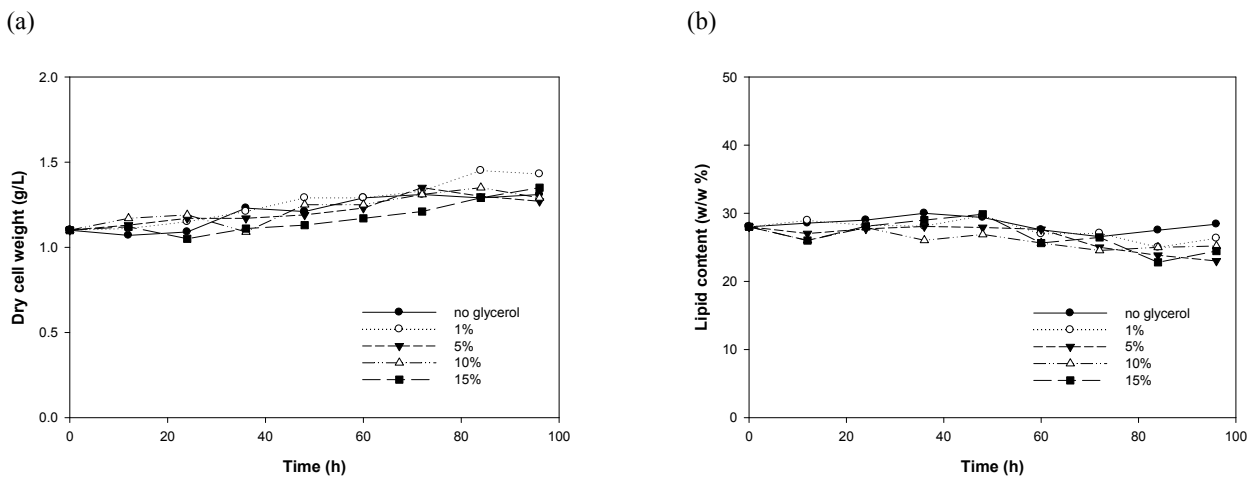 (a)
(b)
2.0
1.5
1.0
0.5
0.0
Dry cell weight (g/L)
no glycerol
1%
5%
10%
15%
0 20 40 60 80 100
Time (h)
50
40
30
20
10
0
Lipid content (w/w %)
no glycerol
1%
5%
10%
15%
0 20 40 60 80 100
Time (h)